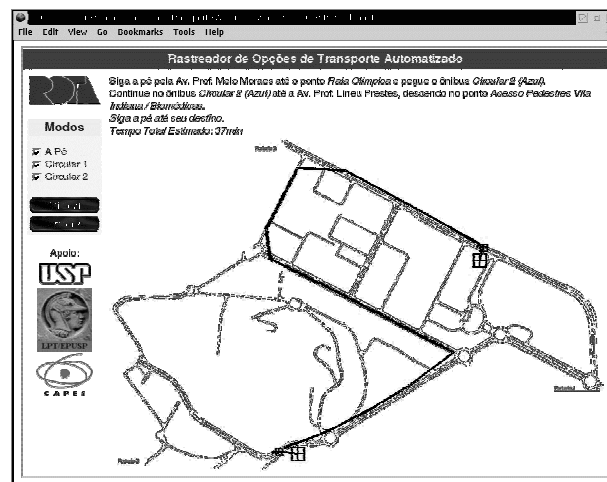 File Edit View Go Bookmarks Tools Help
Rastreador de Opções de Transporte Automatizado
Siga a pé pela Av. Prof. Melo Moraes até o ponto Raia Olímpica e pegue o ônibus Circular 2 (Azul).
Continue no ônibus Circular 2 (Azul) até a Av. Prof. Lineu Prestes, descendo no ponto Acesso Pedestres Vila
Indiana / Biomédicas.
Siga a pé até seu destino.
Tempo Total Estimado: 37min
Modos
A Pé
Circular 1
Circular 2
Apoio:
USP
LPT/EPUSP
CAPES